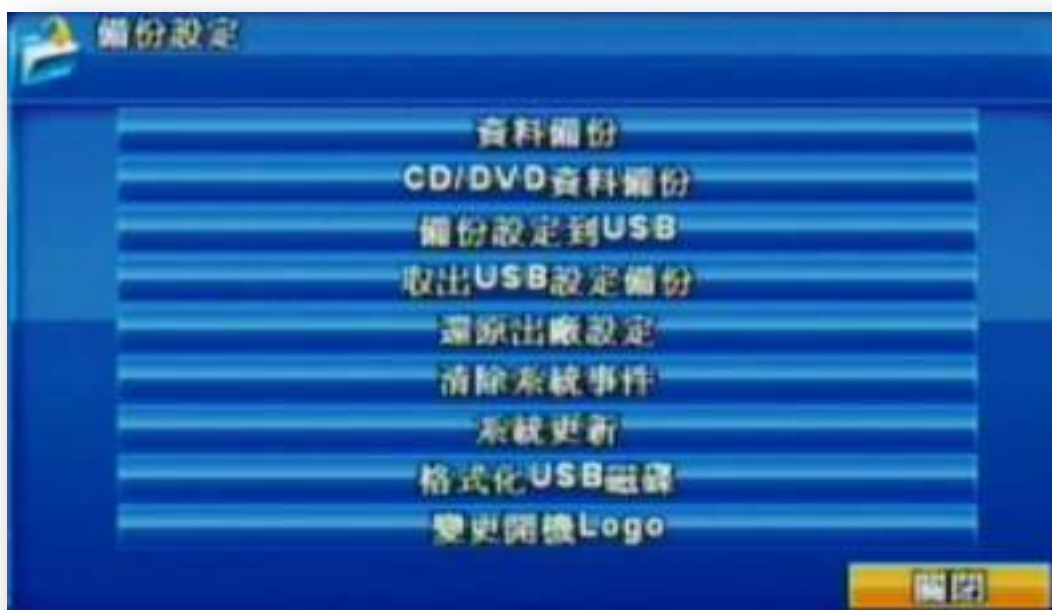 備份設定
資料備份
CD/DVD資料備份
備份設定到USB
取出USB設定備份
還原出廠設定
清除系統事件
系統更新
格式化USB磁碟
變更開機Logo
關閉